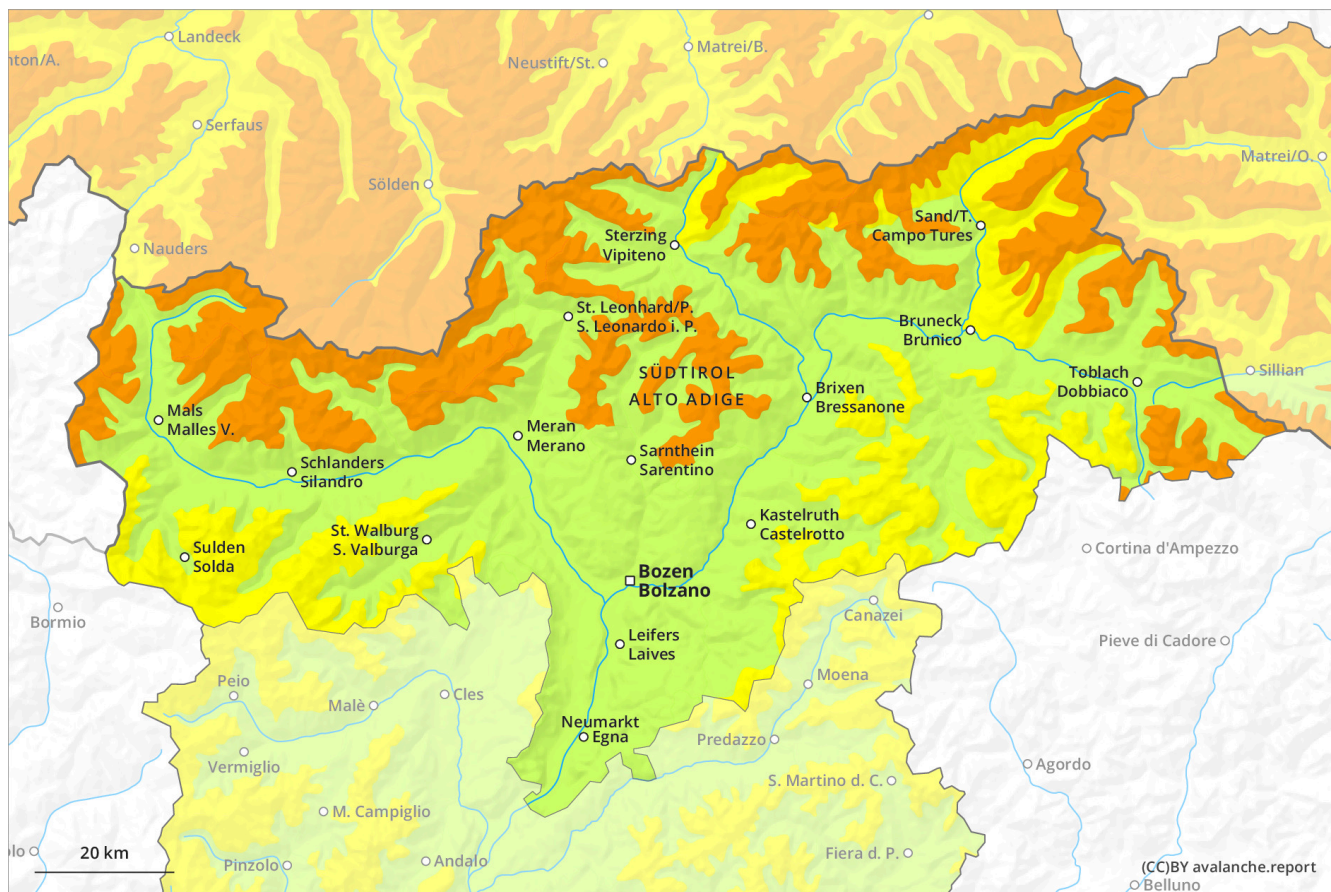 Landeck
nton/A.
Matrei/B.
Neustift/St.
Serfaus
Matrei/O.
Sölden
Nauders
Sand/T.
Campo Tures
Sterzing
Vipiteno
St. Leonhard/P.
S. Leonardo i. P.
Bruneck
Brunico
SÜDTIROL
ALTO ADIGE
Toblach
Dobbiaco
Sillian
Brixen
Bressanone
Mals
Malles V.
Meran
Merano
Sarnthein
Sarentino
Schlanders
Silandro
Kastelruth
Castelrotto
St. Walburg
S. Valburga
Sulden
Solda
Cortina d'Ampezzo
Bozen
Bolzano
Bormio
Canazei
Leifers
Laives
Pieve di Cadore
Peio
Moena
Cles
Malè
Neumarkt
Egna
Predazzo
Vermiglio
Agordo
S. Martino d. C.
M. Campiglio
olo
20 km
Pinzolo
Andalo
Fiera d. P.
(CC)BY avalanche.report
Belluno